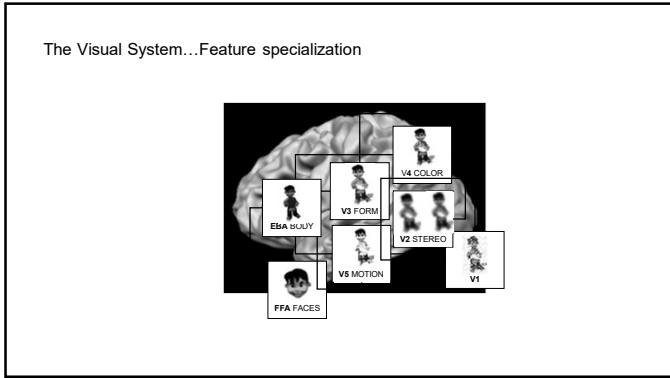 The Visual System…Feature specialization
V4 COLOR
V3 FORM
EBA BODY
V2 STEREO
V5 MOTION
V1
FFA FACES